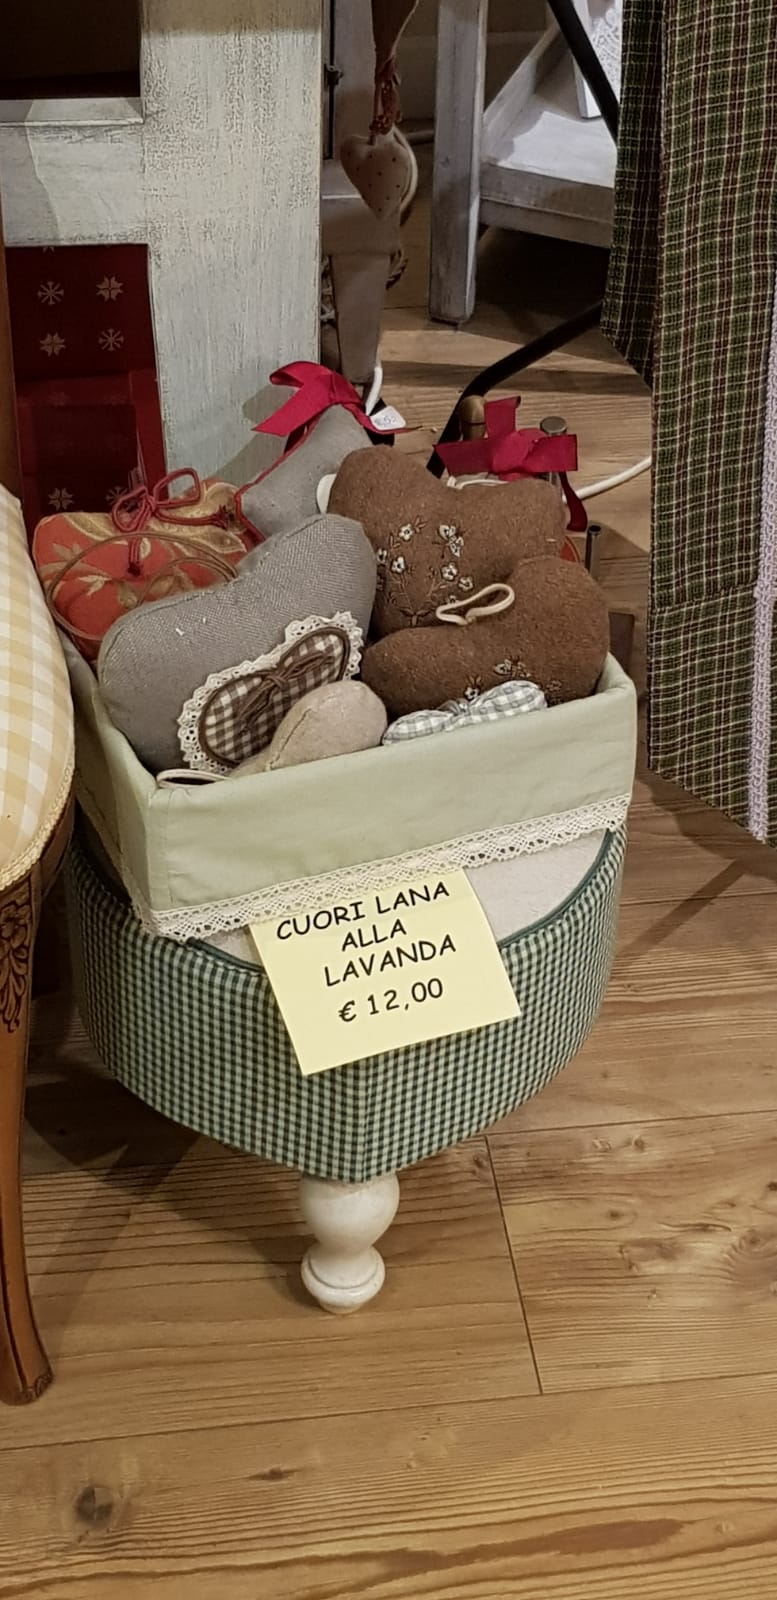 CUORI LANA
ALLA
LAVANDA
€ 12,00